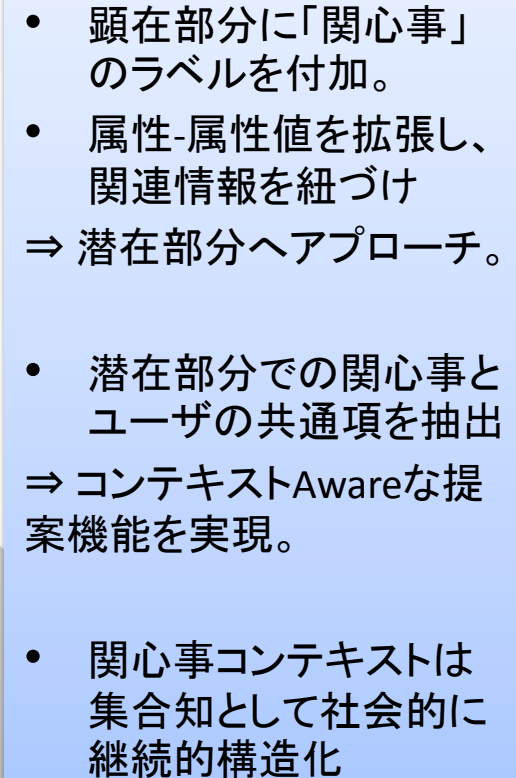 • 顕在部分に「関心事」
のラベルを付加。
• 属性-属性値を拡張し、
関連情報を紐づけ
⇒ 潜在部分へアプローチ。
• 潜在部分での関心事と
ユーザの共通項を抽出
⇒ コンテキストAwareな提
案機能を実現。
• 関心事コンテキストは
集合知として社会的に
継続的構造化